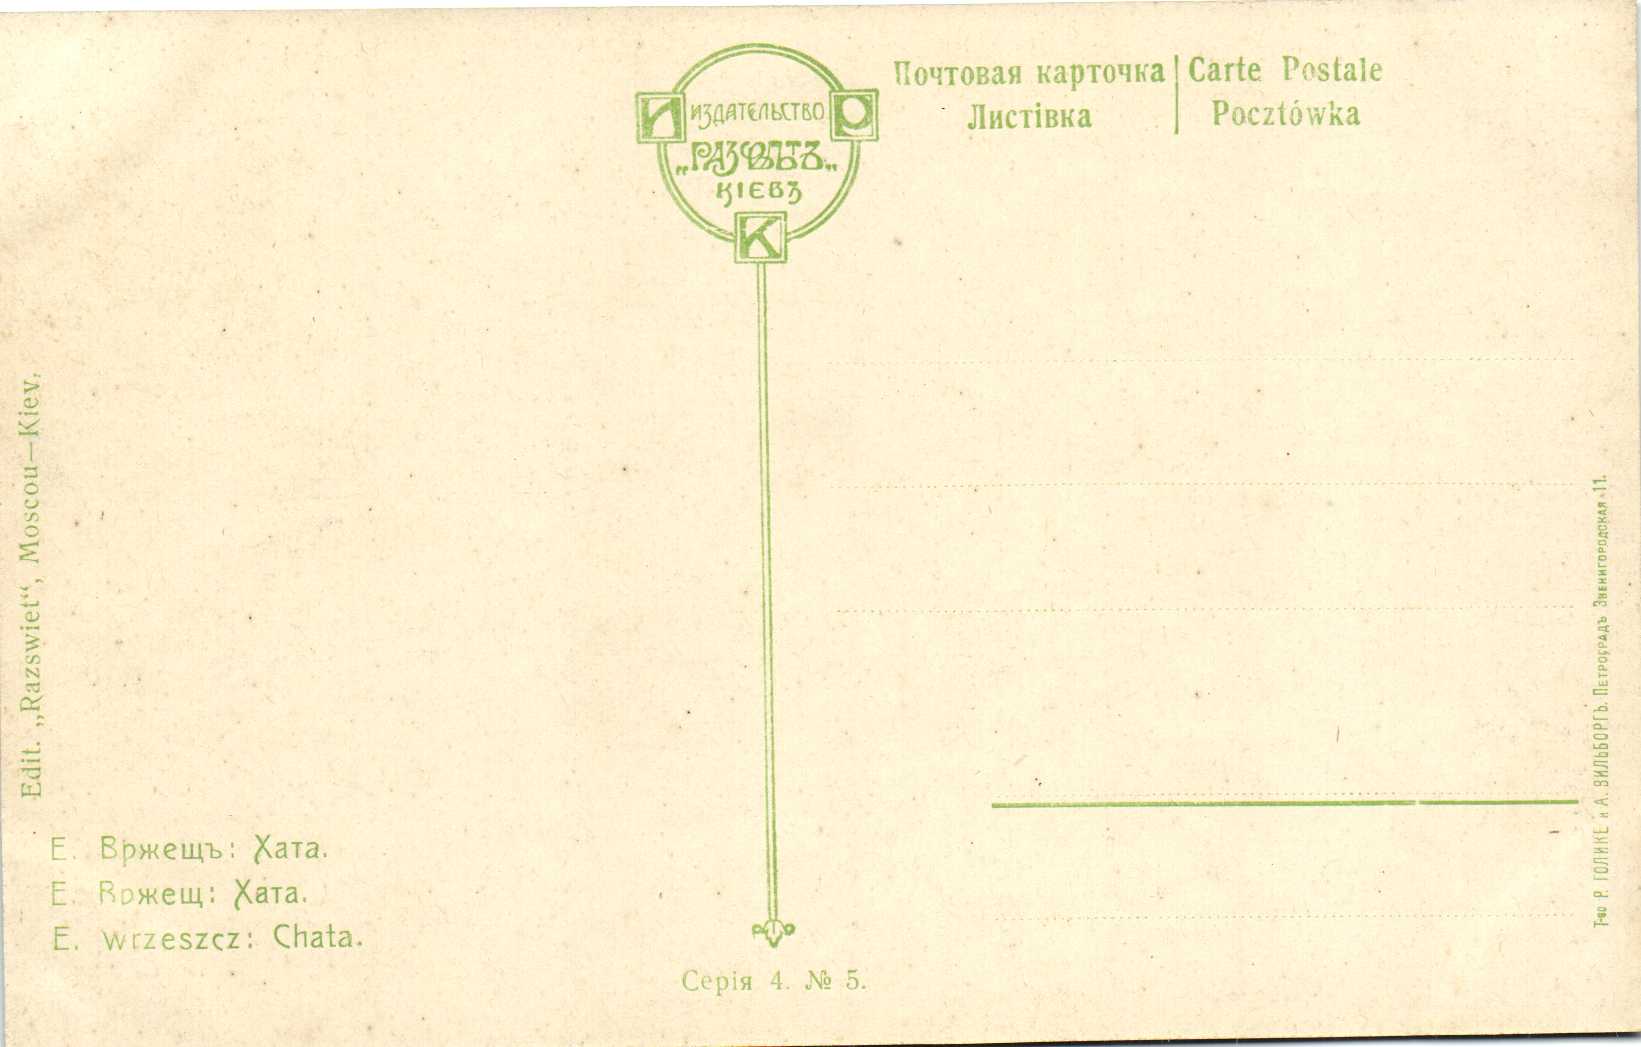 И
ИЗДАТЕЛЬСТВО
Р
„РАЗСВѢТЪ“
КІЕВЪ
К
Почтовая карточка
Листівка
Carte Postale
Pocztówka
Edit. „Razswiet“, Moscou—Kiev.
Е. Вржещъ: Хата.
Е. Вржещ: Хата.
E. Wrzeszcz: Chata.
Серія 4. № 5.
Т-во Р. ГОЛИКЕ и А. ВИЛЬБОРГЪ. ПЕТРОГРАДЪ ЗВЕНИГОРОДСКАЯ 11.